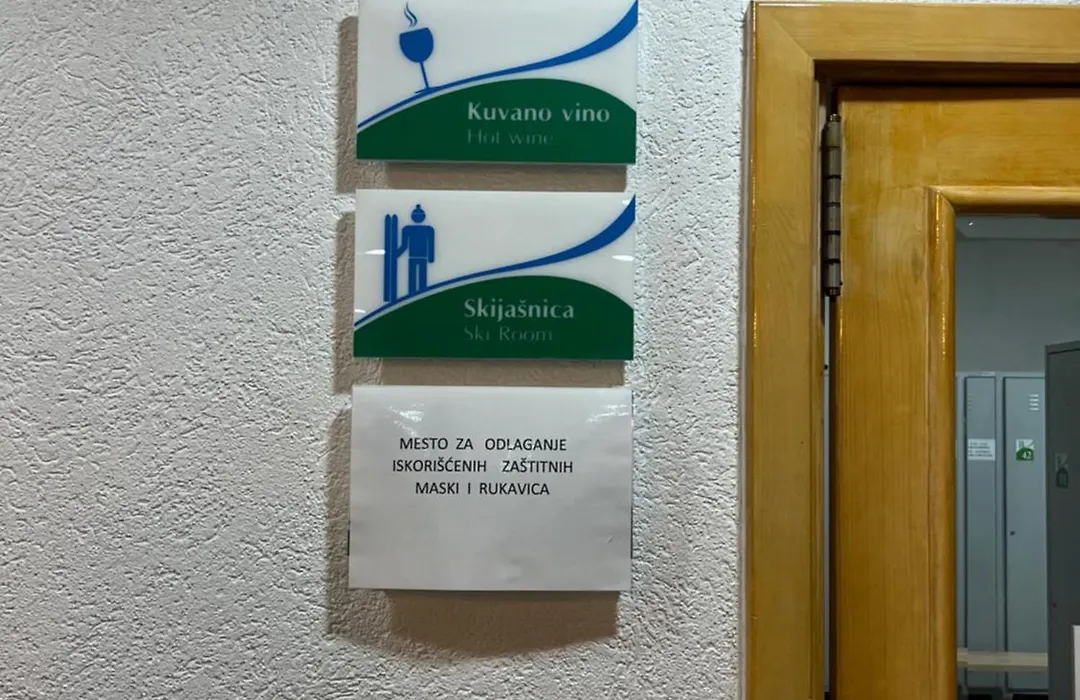 Kuvano vino
Hot wine
Skijašnica
Ski Room
MESTO ZA ODLAGANJE
ISKORIŠĆENIH ZAŠTITNIH
MASKI I RUKAVICA
42